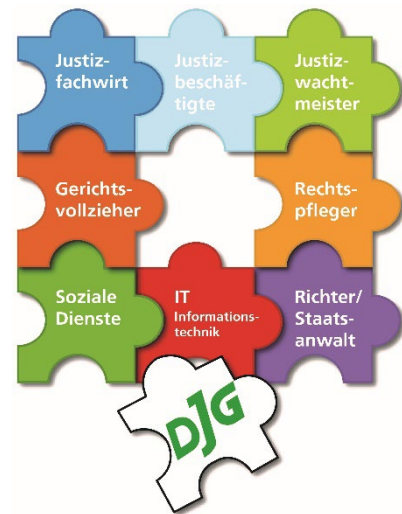 Justiz-
fachwirt
Justiz-
beschäf-
tigte
Justiz-
wacht-
meister
Gerichts-
vollzieher
Rechts-
pfleger
Soziale
Dienste
IT
Informations-
technik
Richter/
Staats-
anwalt
DJG